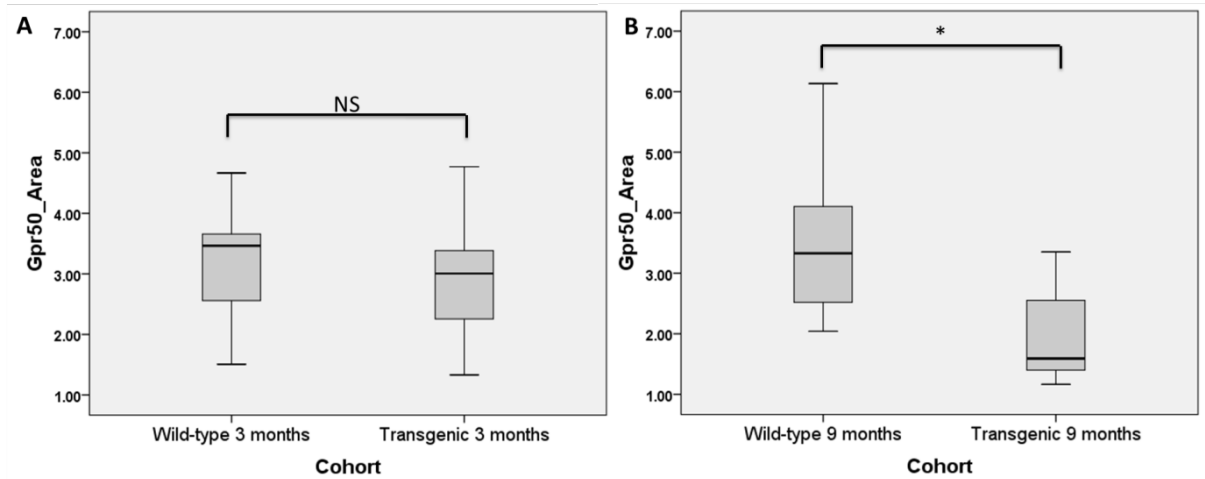 A
7.00
6.00
5.00
4.00
3.00
2.00
1.00
Gpr50_Area
NS
Wild-type 3 months
Transgenic 3 months
Cohort
B
7.00
6.00
5.00
4.00
3.00
2.00
1.00
Gpr50_Area
*
Wild-type 9 months
Transgenic 9 months
Cohort